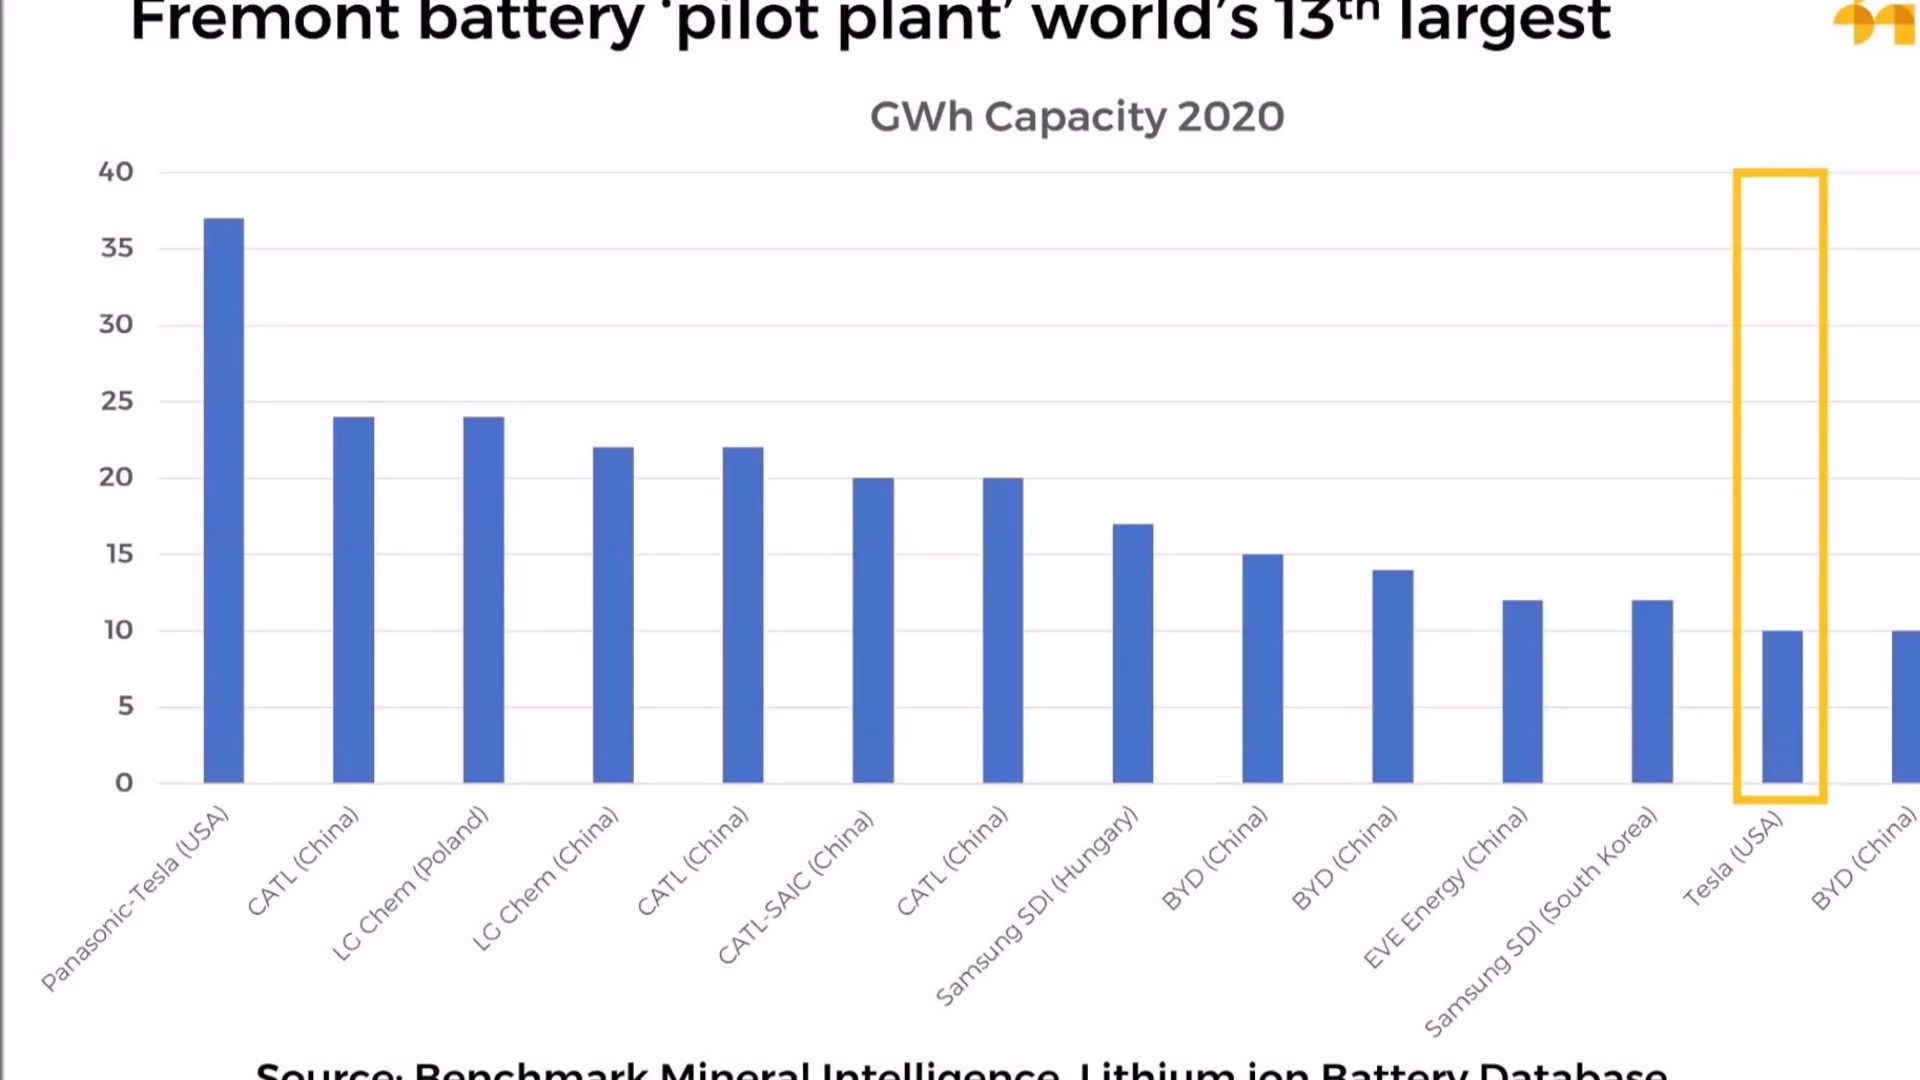 Fremont battery ‘pilot plant’ world’s 13th largest
GWh Capacity 2020
40
35
30
25
20
15
10
5
0
Panasonic-Tesla (USA)
CATL (China)
LG Chem (Poland)
LG Chem (China)
CATL (China)
CATL-SAIC (China)
CATL (China)
Samsung SDI (Hungary)
BYD (China)
BYD (China)
EVE Energy (China)
Samsung SDI (South Korea)
Tesla (USA)
BYD (China)
Source: Benchmark Mineral Intelligence, Lithium ion Battery Database